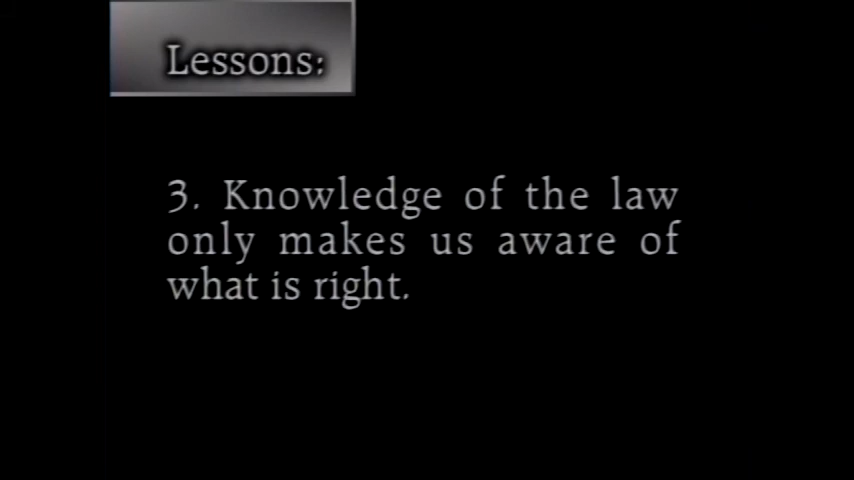 Lessons:
3. Knowledge of the law
only makes us aware of
what is right.